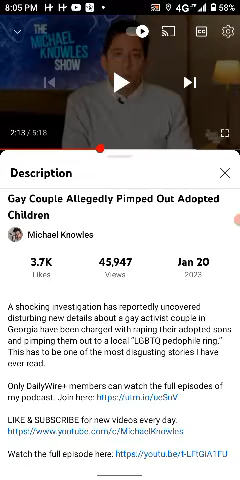 8:05 PM
4G
58%
THE
MICHAEL
KNOWLES
SHOW
CC
2:13 / 5:18
Description
Gay Couple Allegedly Pimped Out Adopted
Children
Michael Knowles
3.7K 45,947 Jan 20
Likes Views 2023
A shocking investigation has reportedly uncovered
disturbing new details about a gay activist couple in
Georgia have been charged with raping their adopted sons
and pimping them out to a local “LGBTQ pedophile ring.”
This has to be one of the most disgusting stories I have
ever read.
Only DailyWire+ members can watch the full episodes of
my podcast. Join here:
LIKE & SUBSCRIBE for new videos every day.
https://www.youtube.com/c/MichaelKnowles
Watch the full episode here: